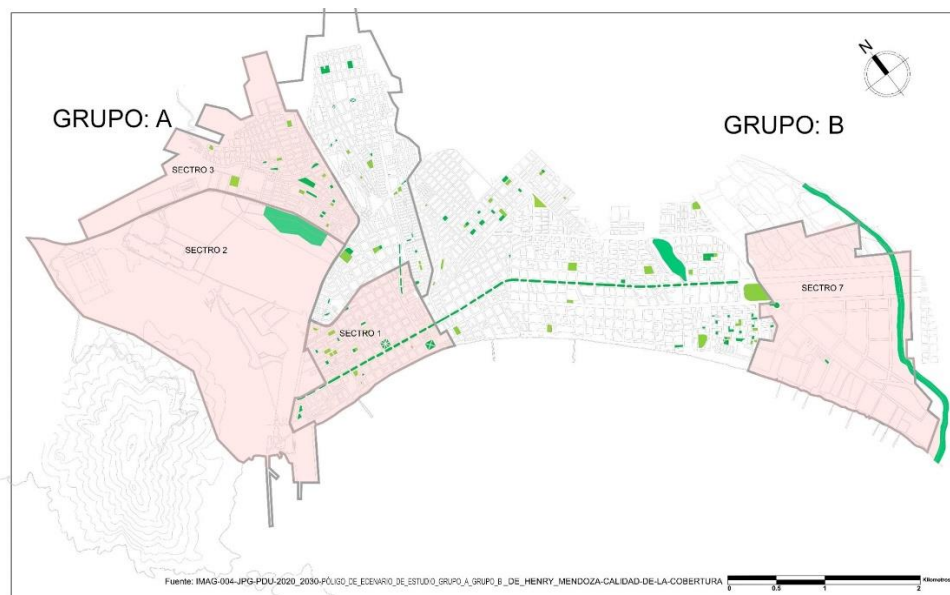 N
GRUPO: A
GRUPO: B
SECTRO 3
SECTRO 2
SECTRO 7
SECTRO 1
Fuente: IMAG-004-JPG-PDU-2020_2030-PÓLIGO_DE_ECENARIO_DE_ESTUDIO_GRUPO_A_GRUPO_B_DE_HENRY_MENDOZA-CALIDAD-DE-LA-COBERTURA
Kilometros
0 0.5 1 2